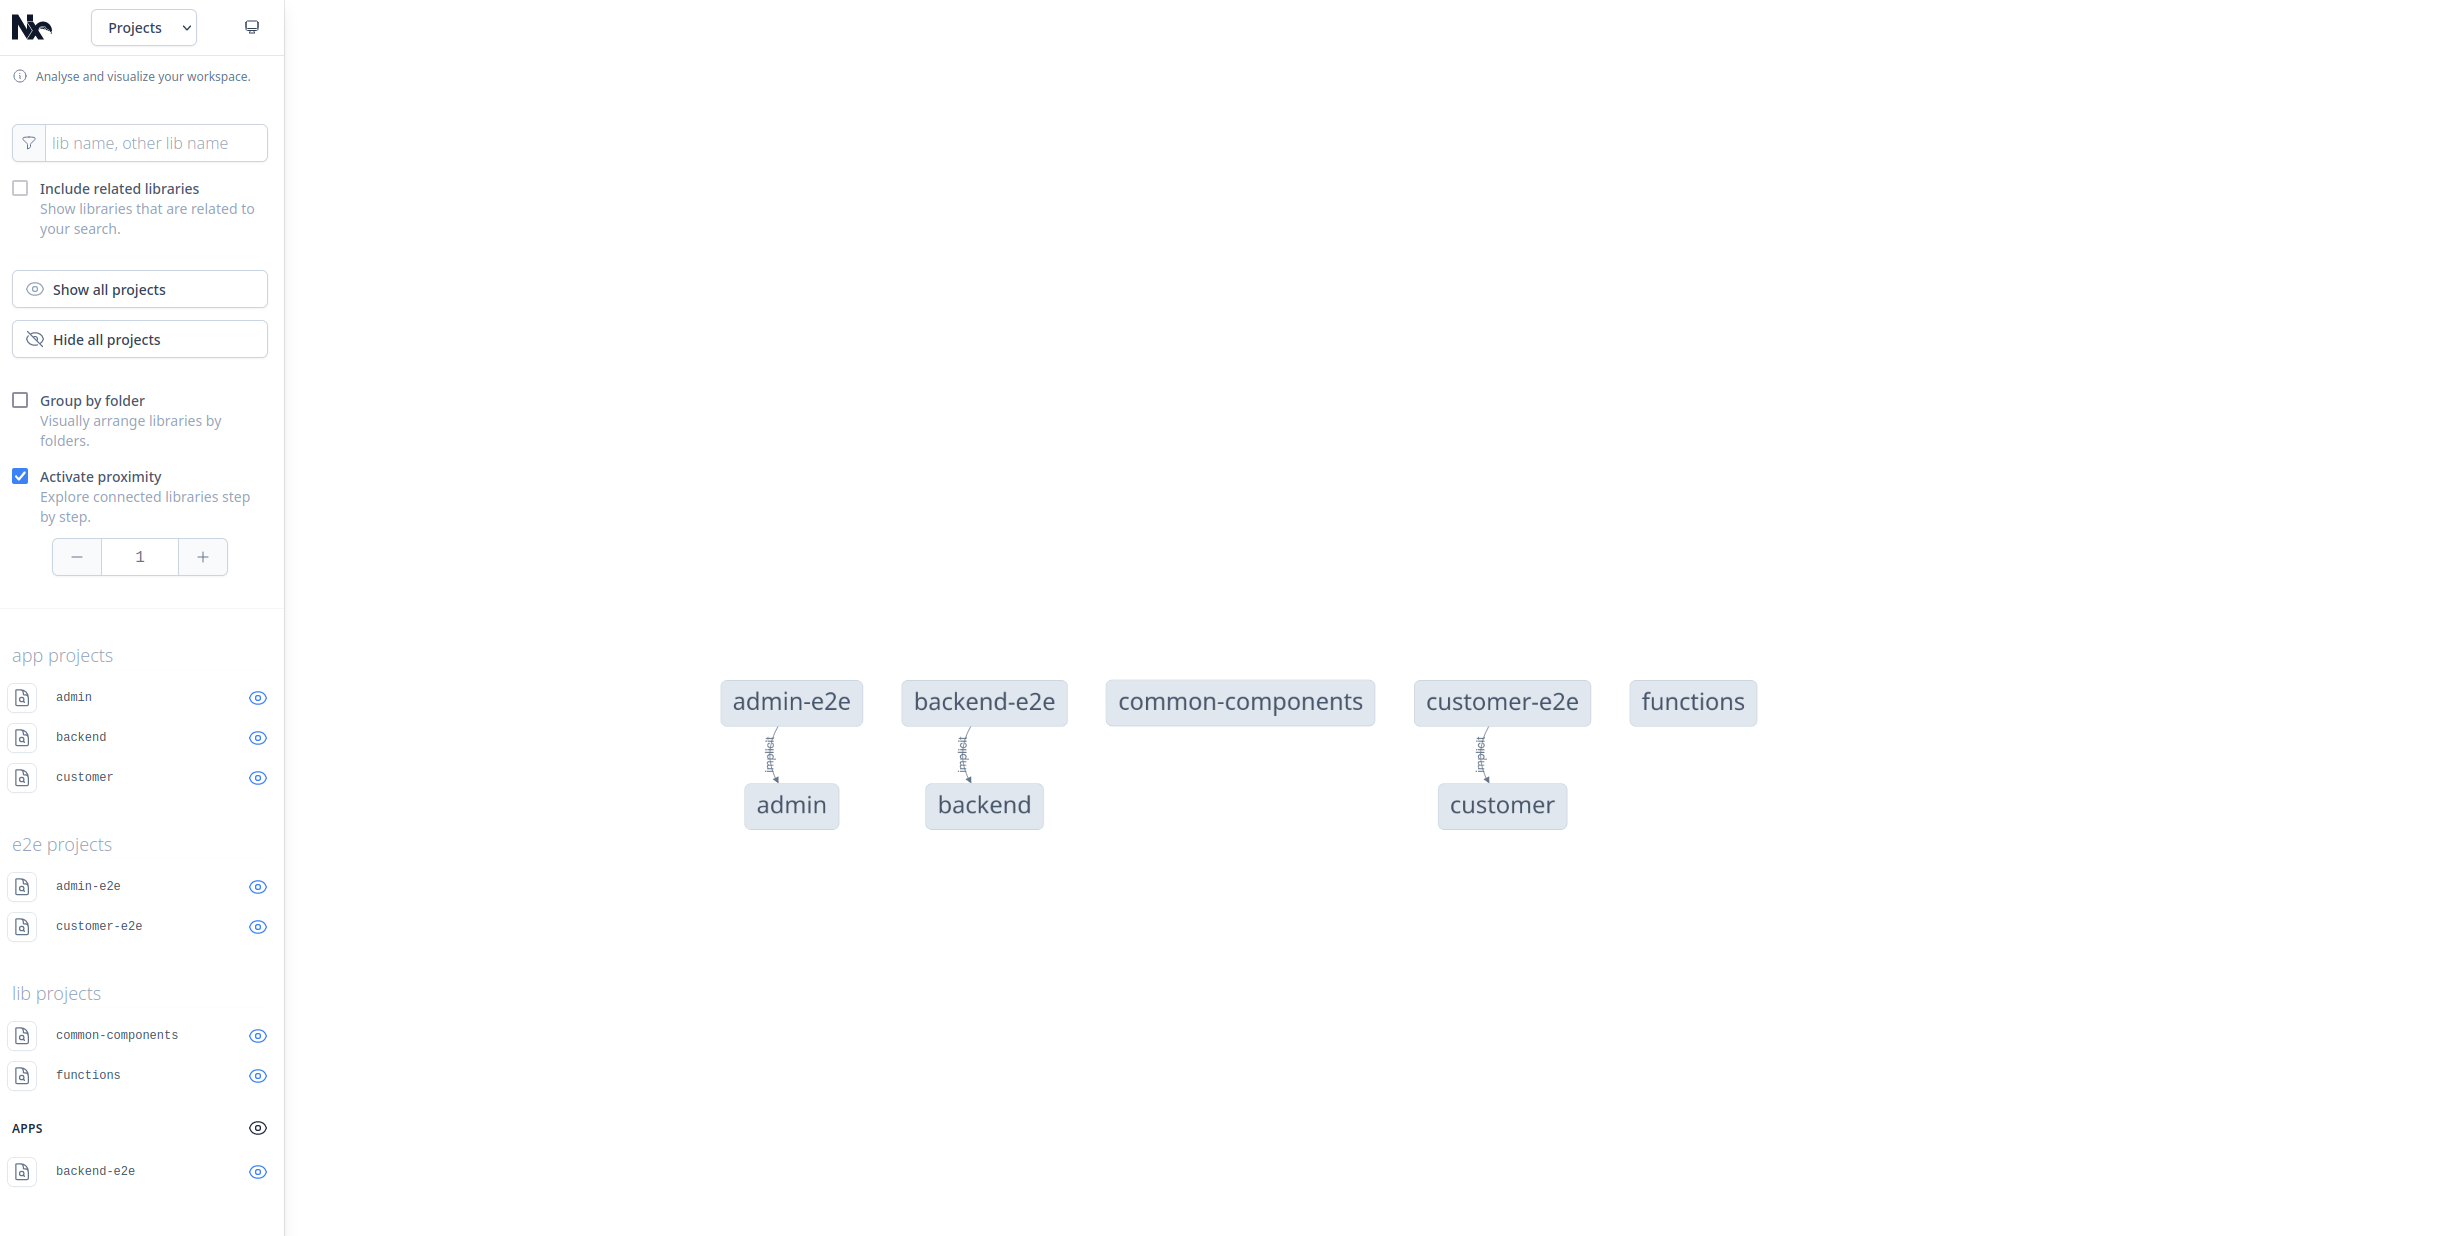 Nx
Projects
Analyse and visualize your workspace.
lib name, other lib name
Include related libraries
Show libraries that are related to
your search.
Show all projects
Hide all projects
Group by folder
Visually arrange libraries by
folders.
Activate proximity
Explore connected libraries step
by step.
1
app projects
admin
backend
customer
e2e projects
admin-e2e
customer-e2e
lib projects
common-components
functions
APPS
backend-e2e
admin-e2e
backend-e2e
common-components
customer-e2e
functions
implicit
implicit
implicit
admin
backend
customer